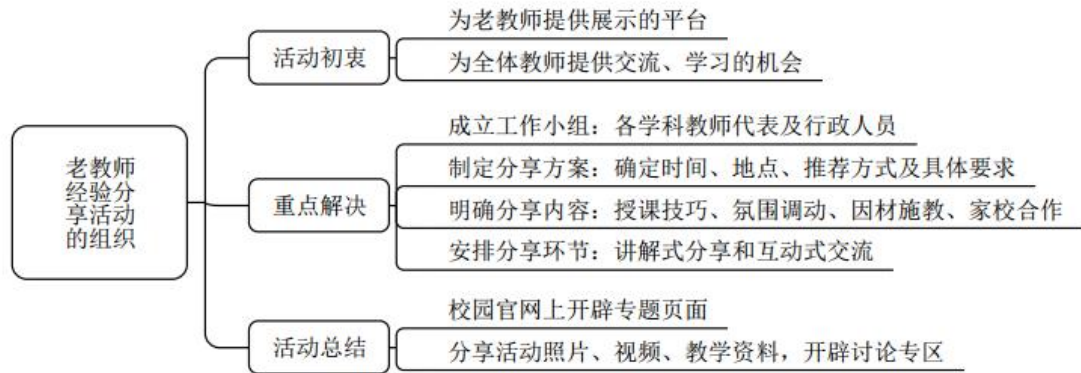 老教师
经验分
享活动
的组织
活动初衷
为老教师提供展示的平台
为全体教师提供交流、学习的机会
重点解决
成立工作小组：各学科教师代表及行政人员
制定分享方案：确定时间、地点、推荐方式及具体要求
明确分享内容：授课技巧、氛围调动、因材施教、家校合作
安排分享环节：讲解式分享和互动式交流
活动总结
校园官网上开辟专题页面
分享活动照片、视频、教学资料，开辟讨论专区